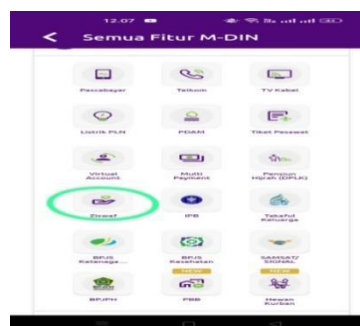 12.07
Semua Fitur M-DIN
Pascabayar
Telkom
TV Kabel
Listrik PLN
PDAM
Tiket Pesawat
Virtual
Account
Multi
Payment
Pensiun
Hijrah (DPLK)
Ziswaf
IPB
Takaful
Keluarga
BPJS
Ketenaga...
BPJS
Kesehatan
SAMSAT/
SIGNAL
NEW
NEW
BPJPH
PBB
Hewan
Kurban